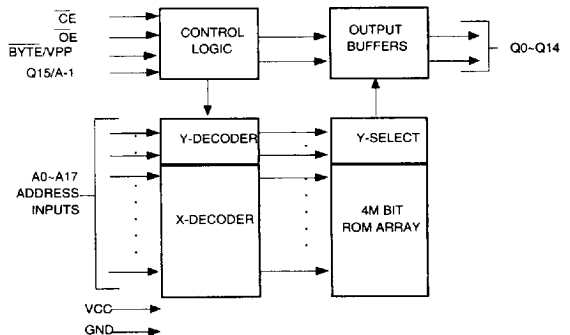 CE
OE
BYTE/VPP
Q15/A-1
CONTROL
LOGIC
OUTPUT
BUFFERS
Q0~Q14
Y-DECODER
Y-SELECT
A0~A17
ADDRESS
INPUTS
X-DECODER
4M BIT
ROM ARRAY
VCC
GND